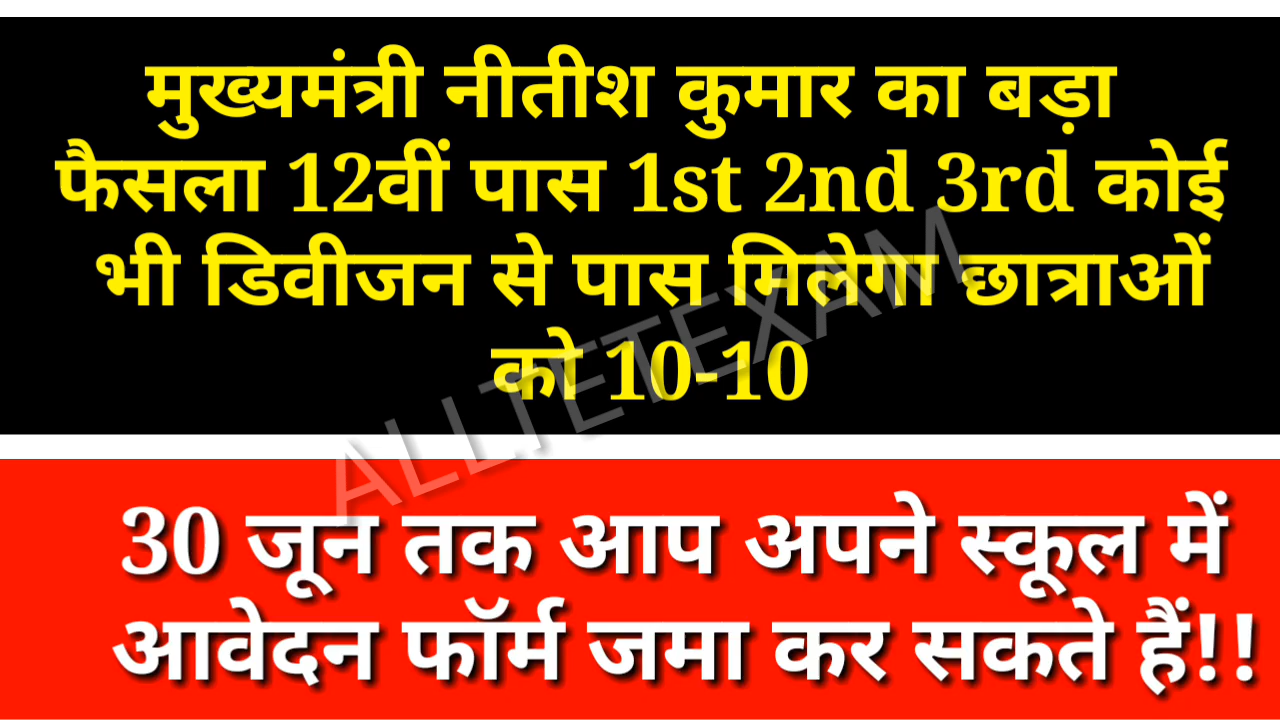 मुख्यमंत्री नीतीश कुमार का बड़ा
फैसला 12वीं पास 1st 2nd 3rd कोई
भी डिवीजन से पास मिलेगा छात्राओं
को 10-10
ALLTETEXAM
30 जून तक आप अपने स्कूल में
आवेदन फॉर्म जमा कर सकते हैं!!